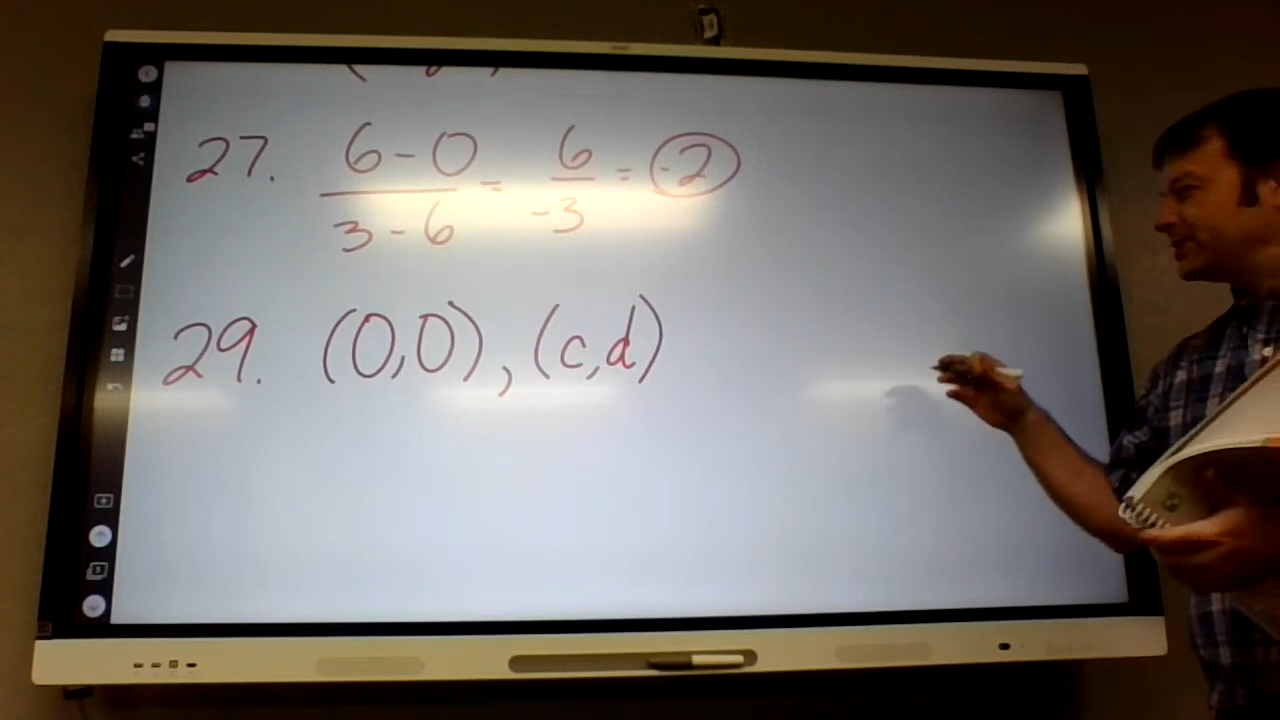 27. 6-0/3-6 = 6/-3 = -2
29. (0,0), (c,d)